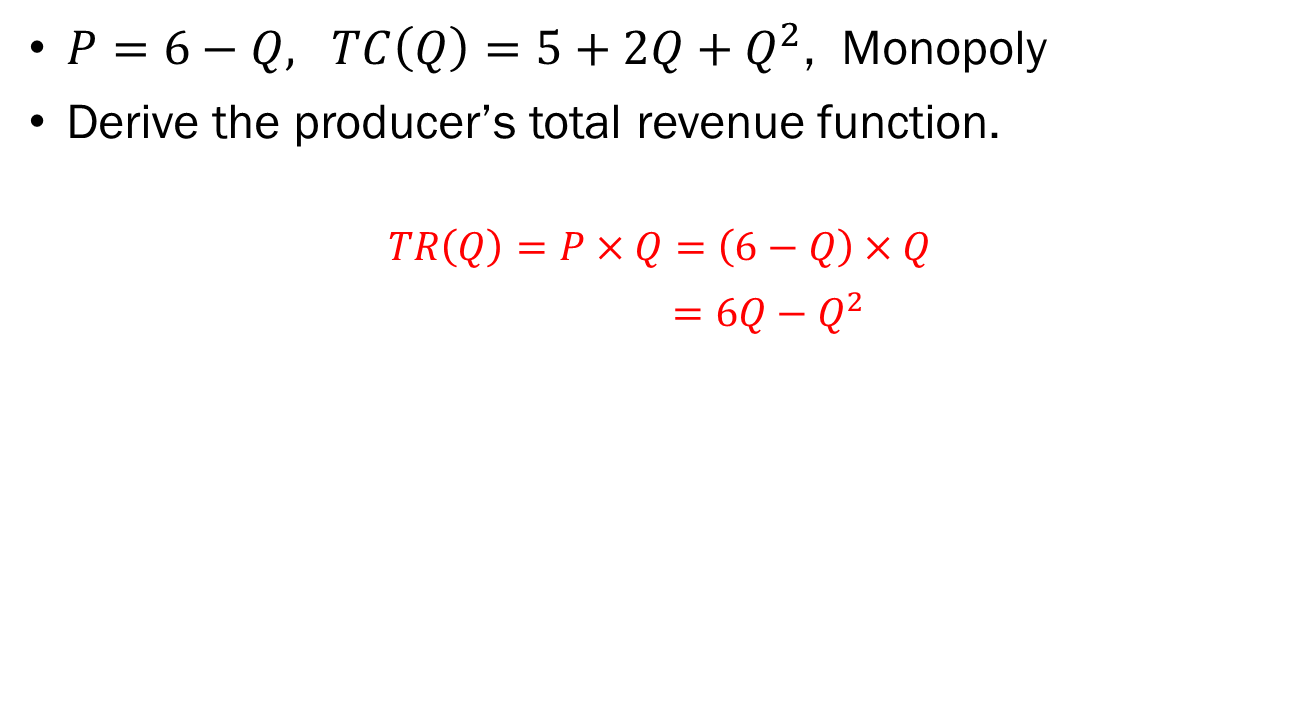 • P = 6 − Q, TC(Q) = 5 + 2Q + Q², Monopoly
• Derive the producer’s total revenue function.
TR(Q) = P × Q = (6 − Q) × Q
= 6Q − Q²